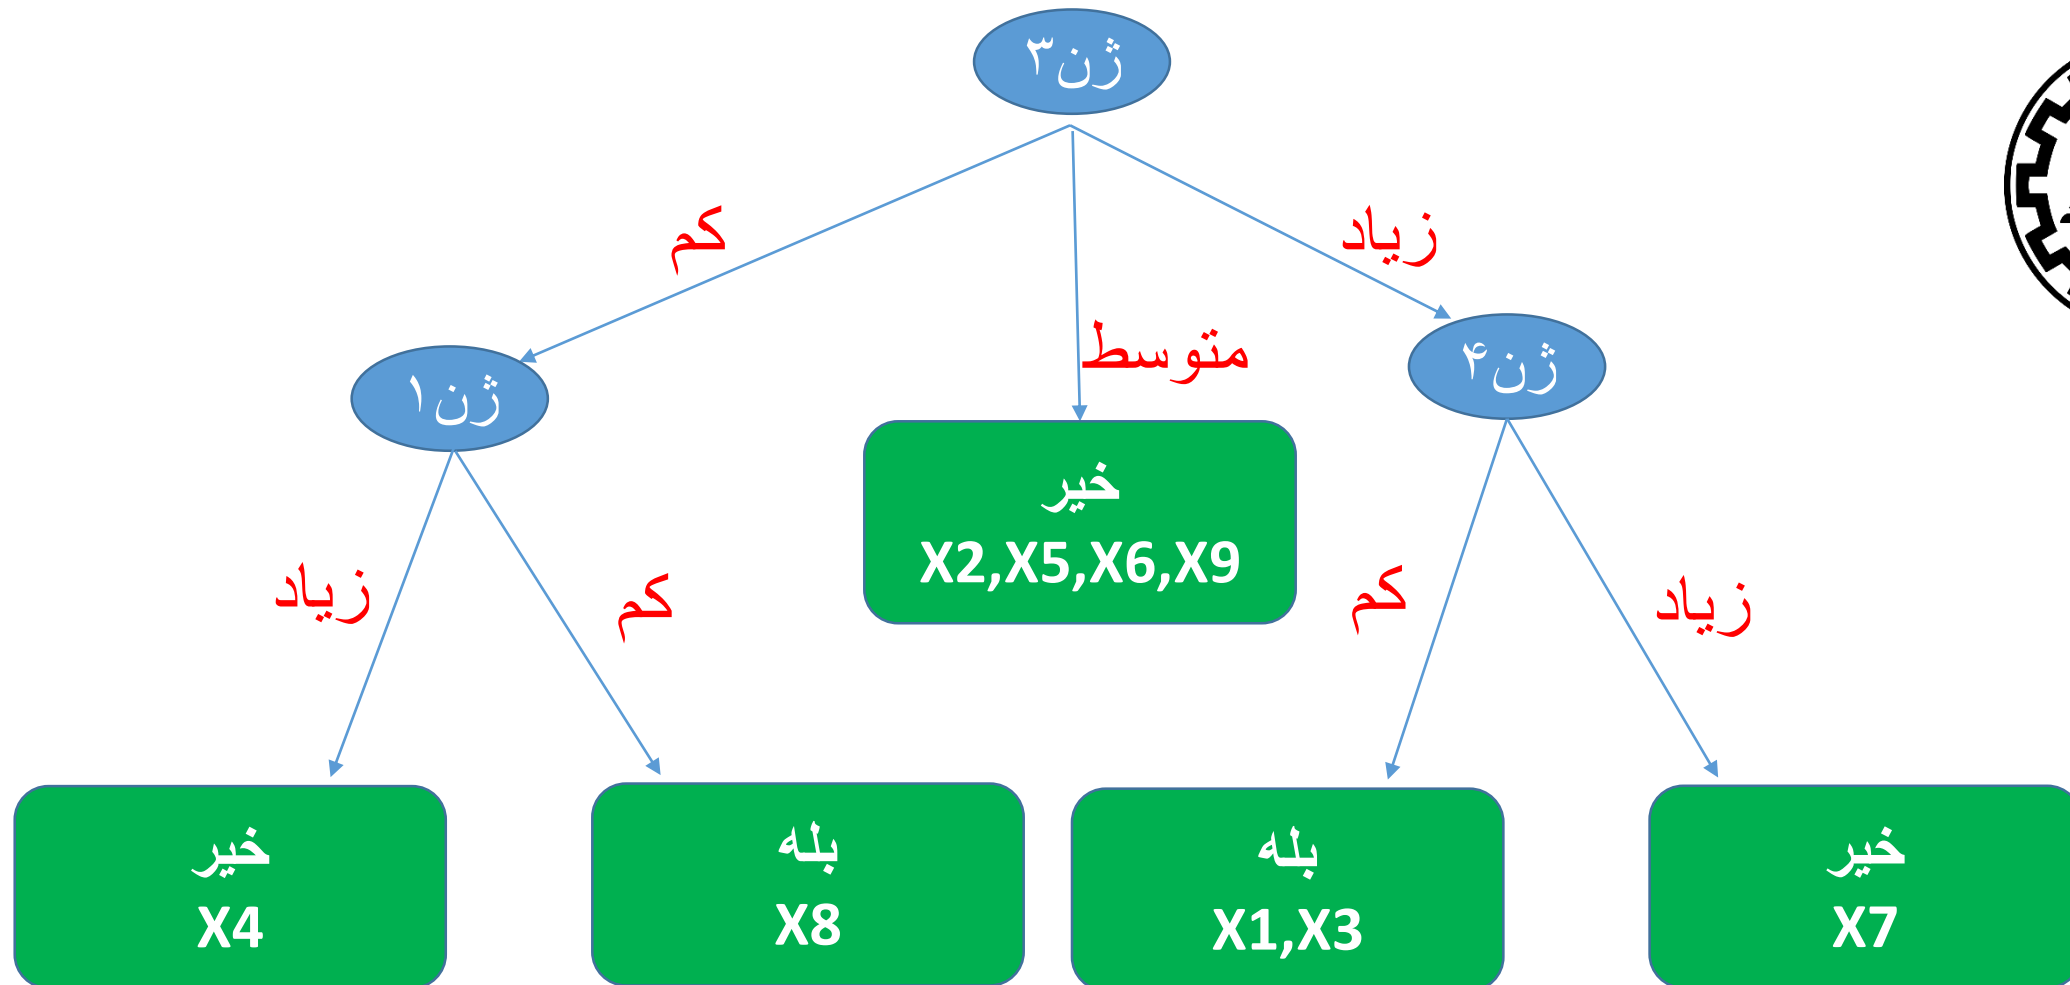 ژن۳
کم
زیاد
متوسط
ژن۱
ژن۴
خیر
X2,X5,X6,X9
زیاد
کم
کم
زیاد
خیر
X4
بله
X8
بله
X1,X3
خیر
X7